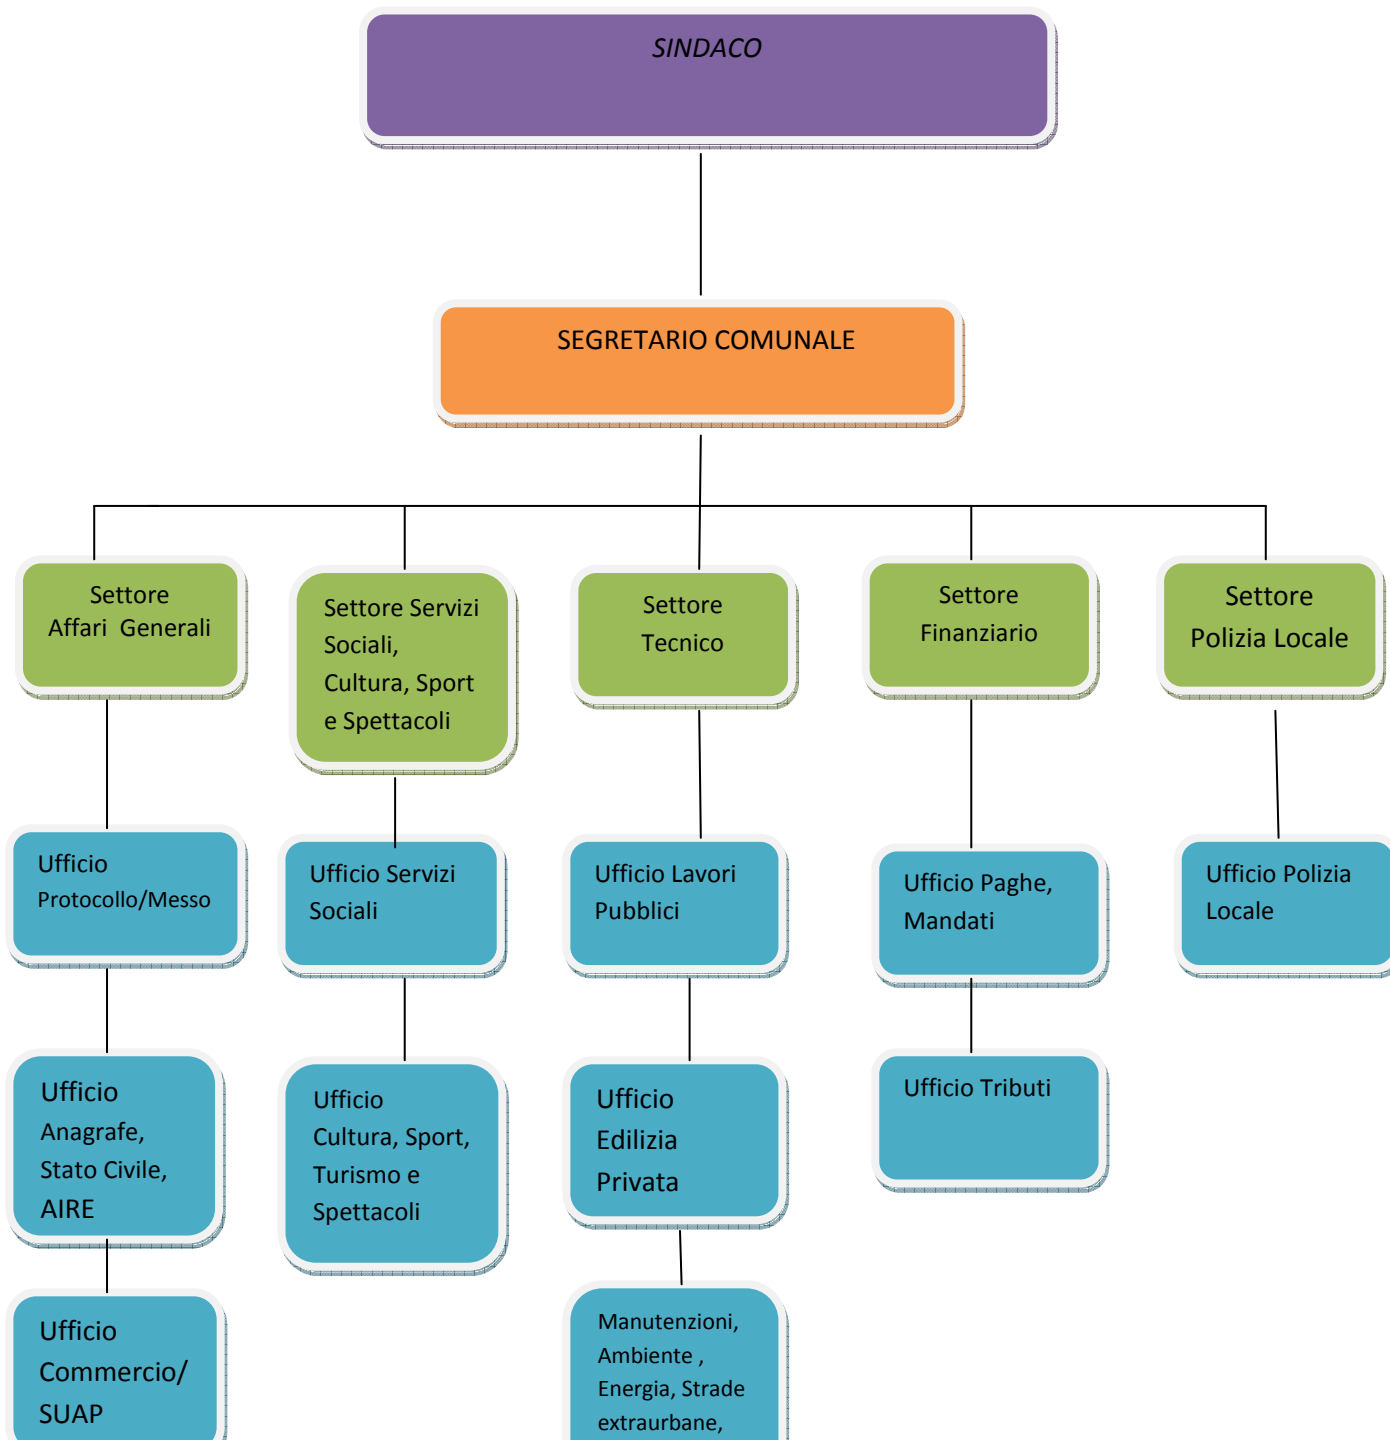 SINDACO
SEGRETARIO COMUNALE
Settore
Affari Generali
Settore Servizi
Sociali,
Cultura, Sport
e Spettacoli
Settore
Tecnico
Settore
Finanziario
Settore
Polizia Locale
Ufficio
Protocollo/Messo
Ufficio Servizi
Sociali
Ufficio Lavori
Pubblici
Ufficio Paghe,
Mandati
Ufficio Polizia
Locale
Ufficio
Anagrafe,
Stato Civile,
AIRE
Ufficio
Cultura, Sport,
Turismo e
Spettacoli
Ufficio
Edilizia
Privata
Ufficio Tributi
Ufficio
Commercio/
SUAP
Manutenzioni,
Ambiente ,
Energia, Strade
extraurbane,